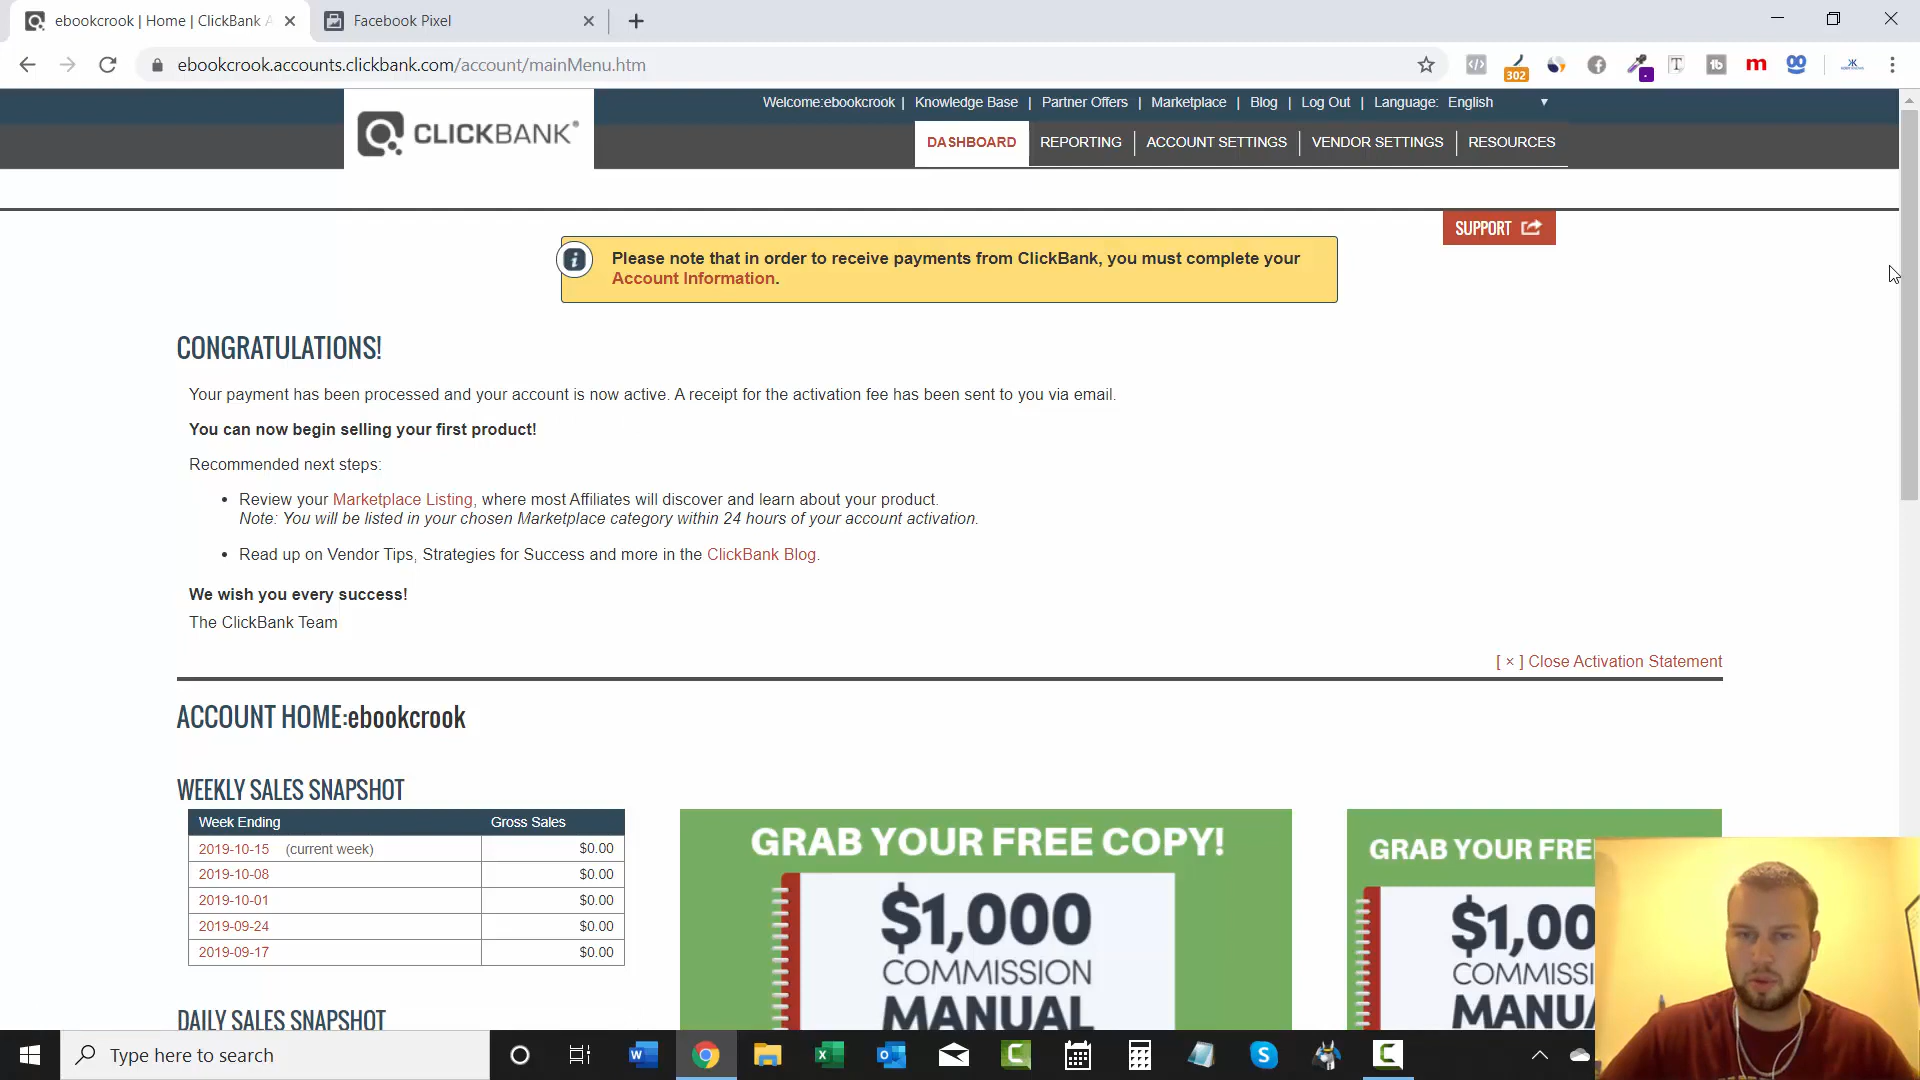 ebookcrook | Home | ClickBank A
Facebook Pixel
ebookcrook.accounts.clickbank.com/account/mainMenu.htm
302
Welcome:ebookcrook | Knowledge Base | Partner Offers | Marketplace | Blog | Log Out | Language: English
CLICKBANK®
DASHBOARD
REPORTING
ACCOUNT SETTINGS
VENDOR SETTINGS
RESOURCES
SUPPORT
Please note that in order to receive payments from ClickBank, you must complete your
Account Information.
CONGRATULATIONS!
Your payment has been processed and your account is now active. A receipt for the activation fee has been sent to you via email.
You can now begin selling your first product!
Recommended next steps:
• Review your Marketplace Listing, where most Affiliates will discover and learn about your product.
Note: You will be listed in your chosen Marketplace category within 24 hours of your account activation.
• Read up on Vendor Tips, Strategies for Success and more in the ClickBank Blog.
We wish you every success!
The ClickBank Team
[ × ] Close Activation Statement
ACCOUNT HOME:ebookcrook
WEEKLY SALES SNAPSHOT
Week Ending Gross Sales
2019-10-15 (current week) $0.00
2019-10-08 $0.00
2019-10-01 $0.00
2019-09-24 $0.00
2019-09-17 $0.00
DAILY SALES SNAPSHOT
GRAB YOUR FREE COPY!
$1,000
COMMISSION
MANUAL
GRAB YOUR FREE
$1,00
COMMISSI
MANUA
Type here to search